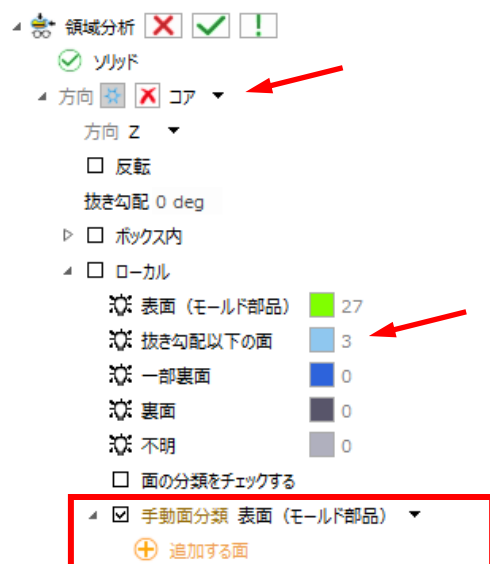 領域分析
ソリッド
方向 コア
方向 Z
反転
抜き勾配 0 deg
ボックス内
ローカル
表面（モールド部品） 27
抜き勾配以下の面 3
一部裏面 0
裏面 0
不明 0
面の分類をチェックする
手動面分類 表面（モールド部品）
追加する面